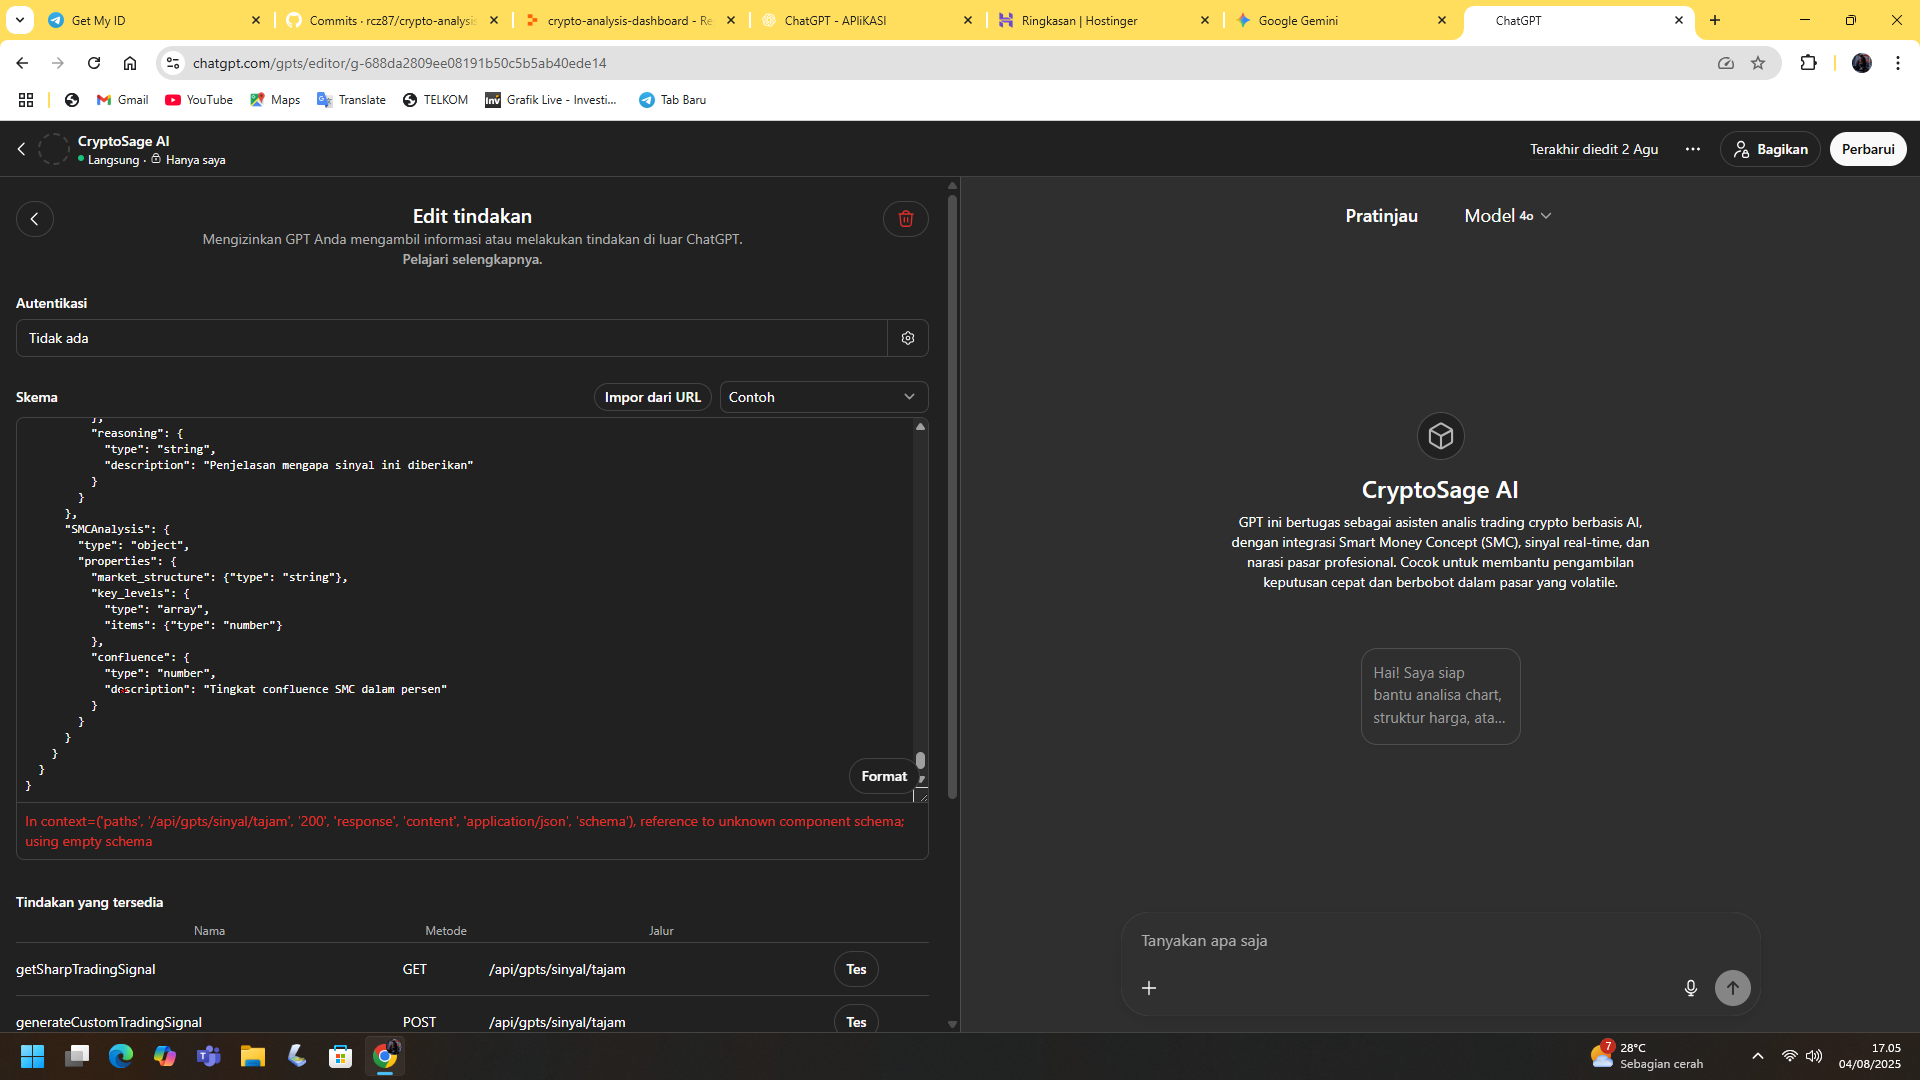 Get My ID
Commits · rcz87/crypto-analysis
crypto-analysis-dashboard - Re
ChatGPT - APliKASI
Ringkasan | Hostinger
Google Gemini
ChatGPT
chatgpt.com/gpts/editor/g-688da2809ee08191b50c5b5ab40ede14
Gmail
YouTube
Maps
Translate
TELKOM
Inv
Grafik Live - Investi...
Tab Baru
CryptoSage AI
Langsung · Hanya saya
Terakhir diedit 2 Agu
Bagikan
Perbarui
Edit tindakan
Mengizinkan GPT Anda mengambil informasi atau melakukan tindakan di luar ChatGPT.
Pelajari selengkapnya.
Autentikasi
Tidak ada
Skema
Impor dari URL
Contoh
},
"reasoning": {
"type": "string",
"description": "Penjelasan mengapa sinyal ini diberikan"
}
}
},
"SMCAnalysis": {
"type": "object",
"properties": {
"market_structure": {"type": "string"},
"key_levels": {
"type": "array",
"items": {"type": "number"}
},
"confluence": {
"type": "number",
"description": "Tingkat confluence SMC dalam persen"
}
}
}
}
}
}
Format
In context=('paths', '/api/gpts/sinyal/tajam', '200', 'response', 'content', 'application/json', 'schema'), reference to unknown component schema;
using empty schema
Tindakan yang tersedia
Nama
Metode
Jalur
getSharpTradingSignal
GET
/api/gpts/sinyal/tajam
Tes
generateCustomTradingSignal
POST
/api/gpts/sinyal/tajam
Tes
Pratinjau
Model 4o
CryptoSage AI
GPT ini bertugas sebagai asisten analis trading crypto berbasis AI,
dengan integrasi Smart Money Concept (SMC), sinyal real-time, dan
narasi pasar profesional. Cocok untuk membantu pengambilan
keputusan cepat dan berbobot dalam pasar yang volatile.
Hai! Saya siap
bantu analisa chart,
struktur harga, ata...
Tanyakan apa saja
7
28°C
Sebagian cerah
17.05
04/08/2025